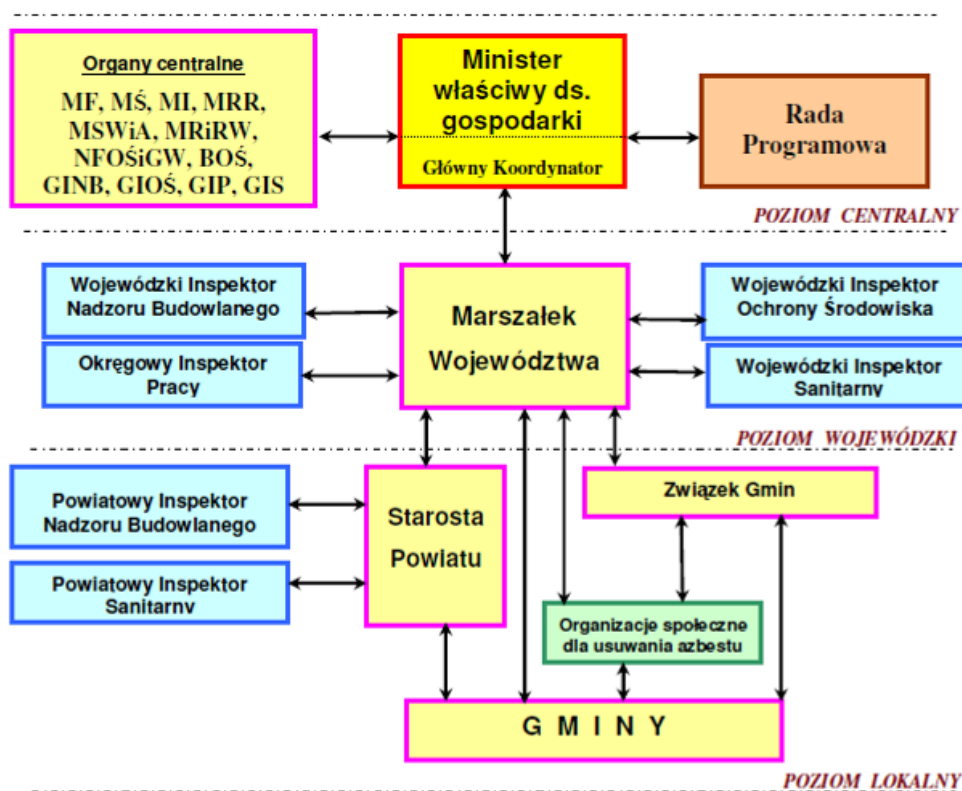 Organy centralne
MF, MŚ, MI, MRR,
MSWiA, MRiRW,
NFOŚiGW, BOŚ,
GINB, GIOŚ, GIP, GIS
Minister
właściwy ds.
gospodarki
Główny Koordynator
Rada
Programowa
POZIOM CENTRALNY
Wojewódzki Inspektor
Nadzoru Budowlanego
Okręgowy Inspektor
Pracy
Marszałek
Województwa
Wojewódzki Inspektor
Ochrony Środowiska
Wojewódzki Inspektor
Sanitarny
POZIOM WOJEWÓDZKI
Powiatowy Inspektor
Nadzoru Budowlanego
Powiatowy Inspektor
Sanitarny
Starosta
Powiatu
Związek Gmin
Organizacje społeczne
dla usuwania azbestu
G M I N Y
POZIOM LOKALNY